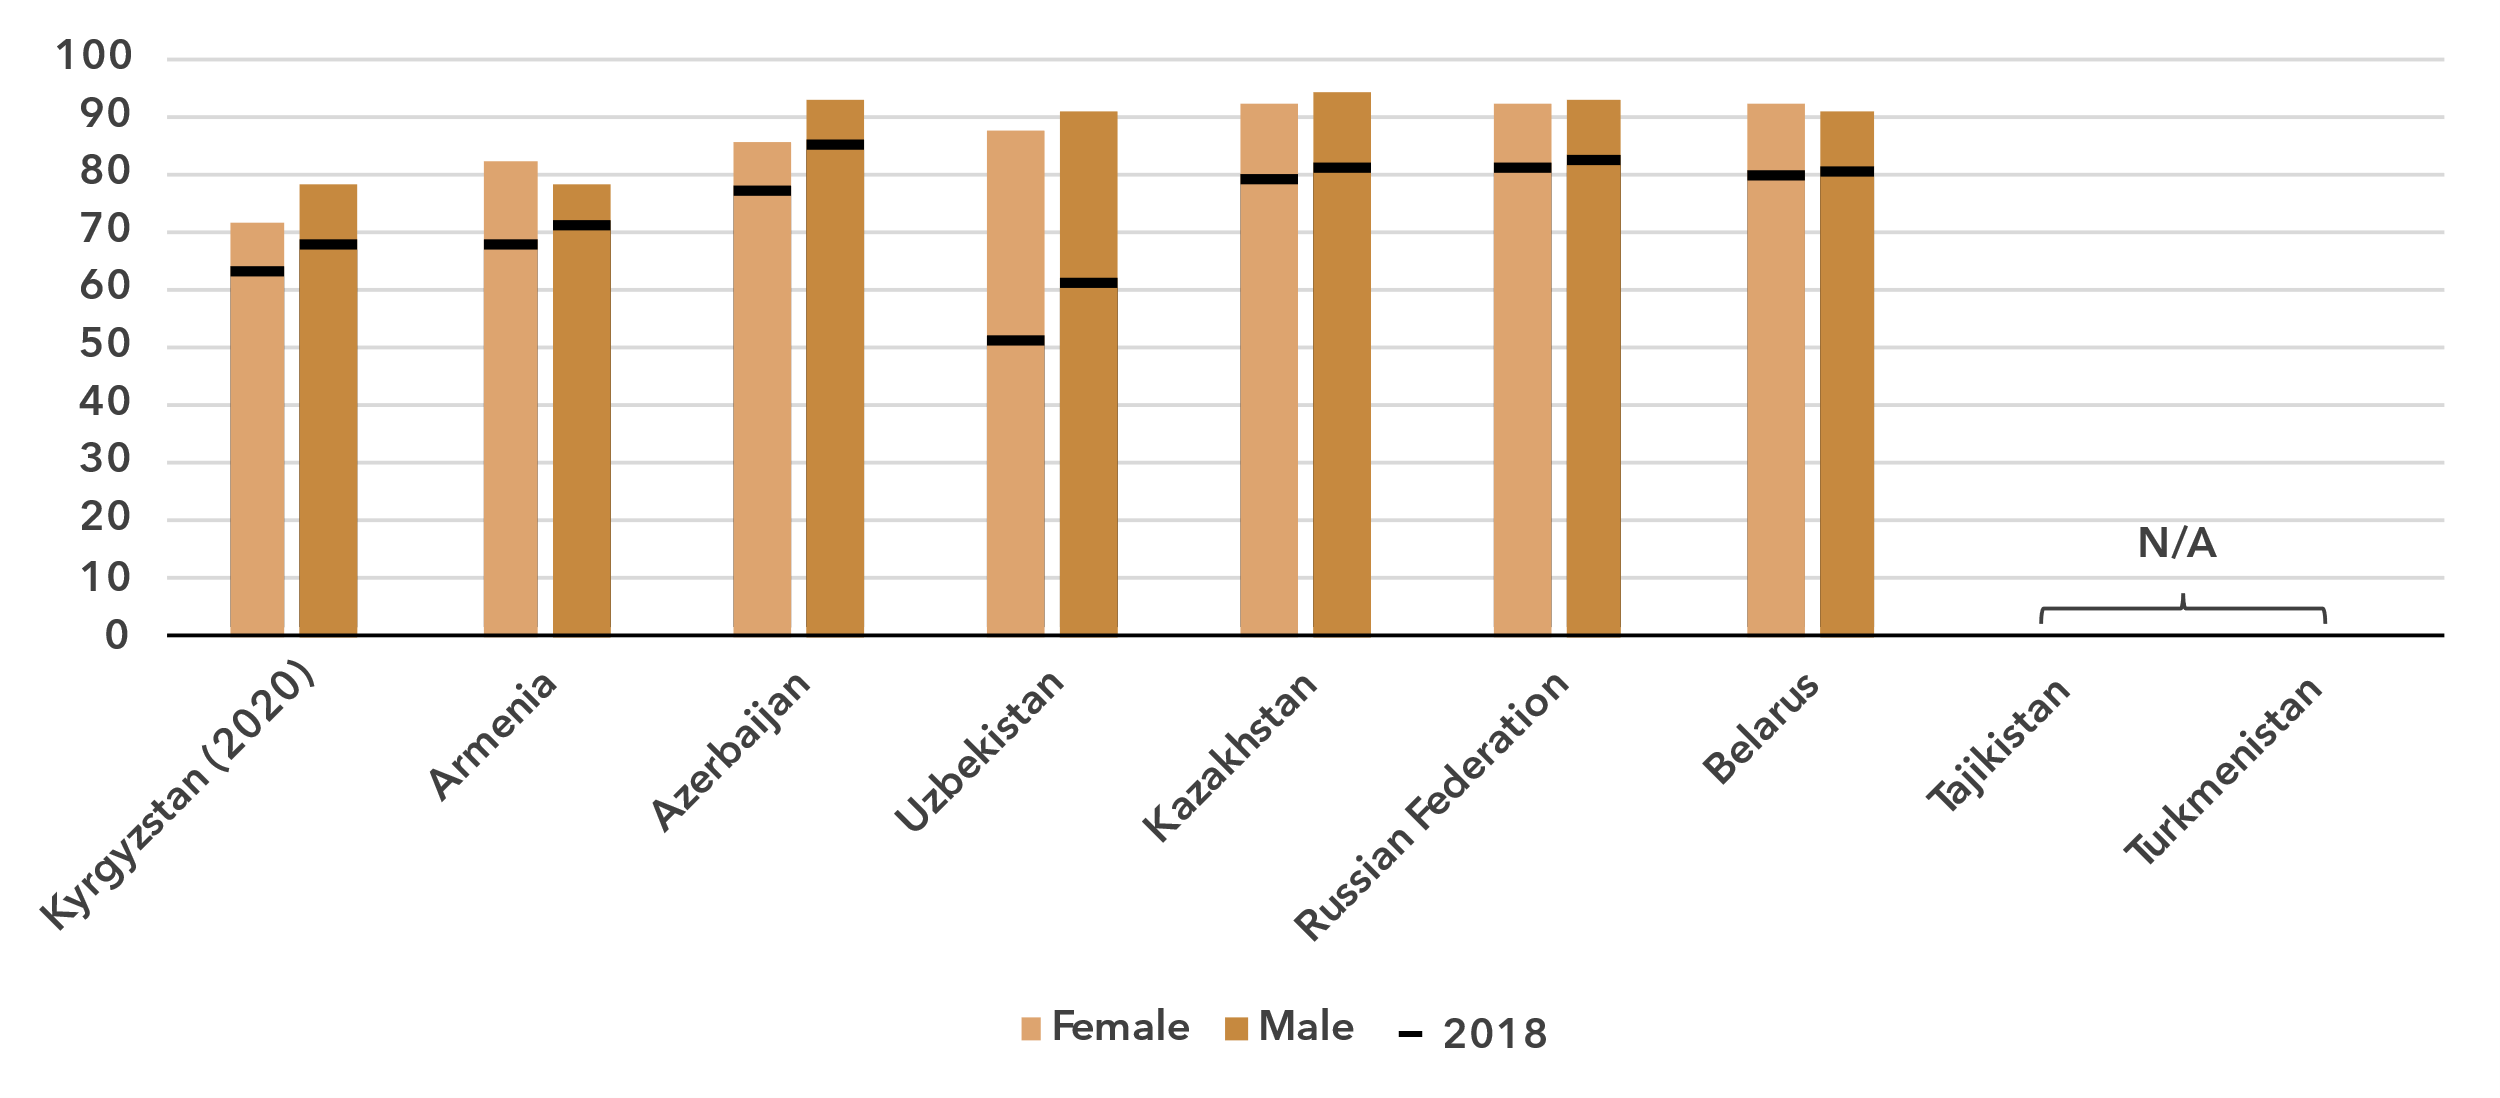 100
90
80
70
60
50
40
30
20
10
0
N/A
Kyrgyzstan (2020)
Armenia
Azerbaijan
Uzbekistan
Kazakhstan
Russian Federation
Belarus
Tajikistan
Turkmenistan
Female Male 2018